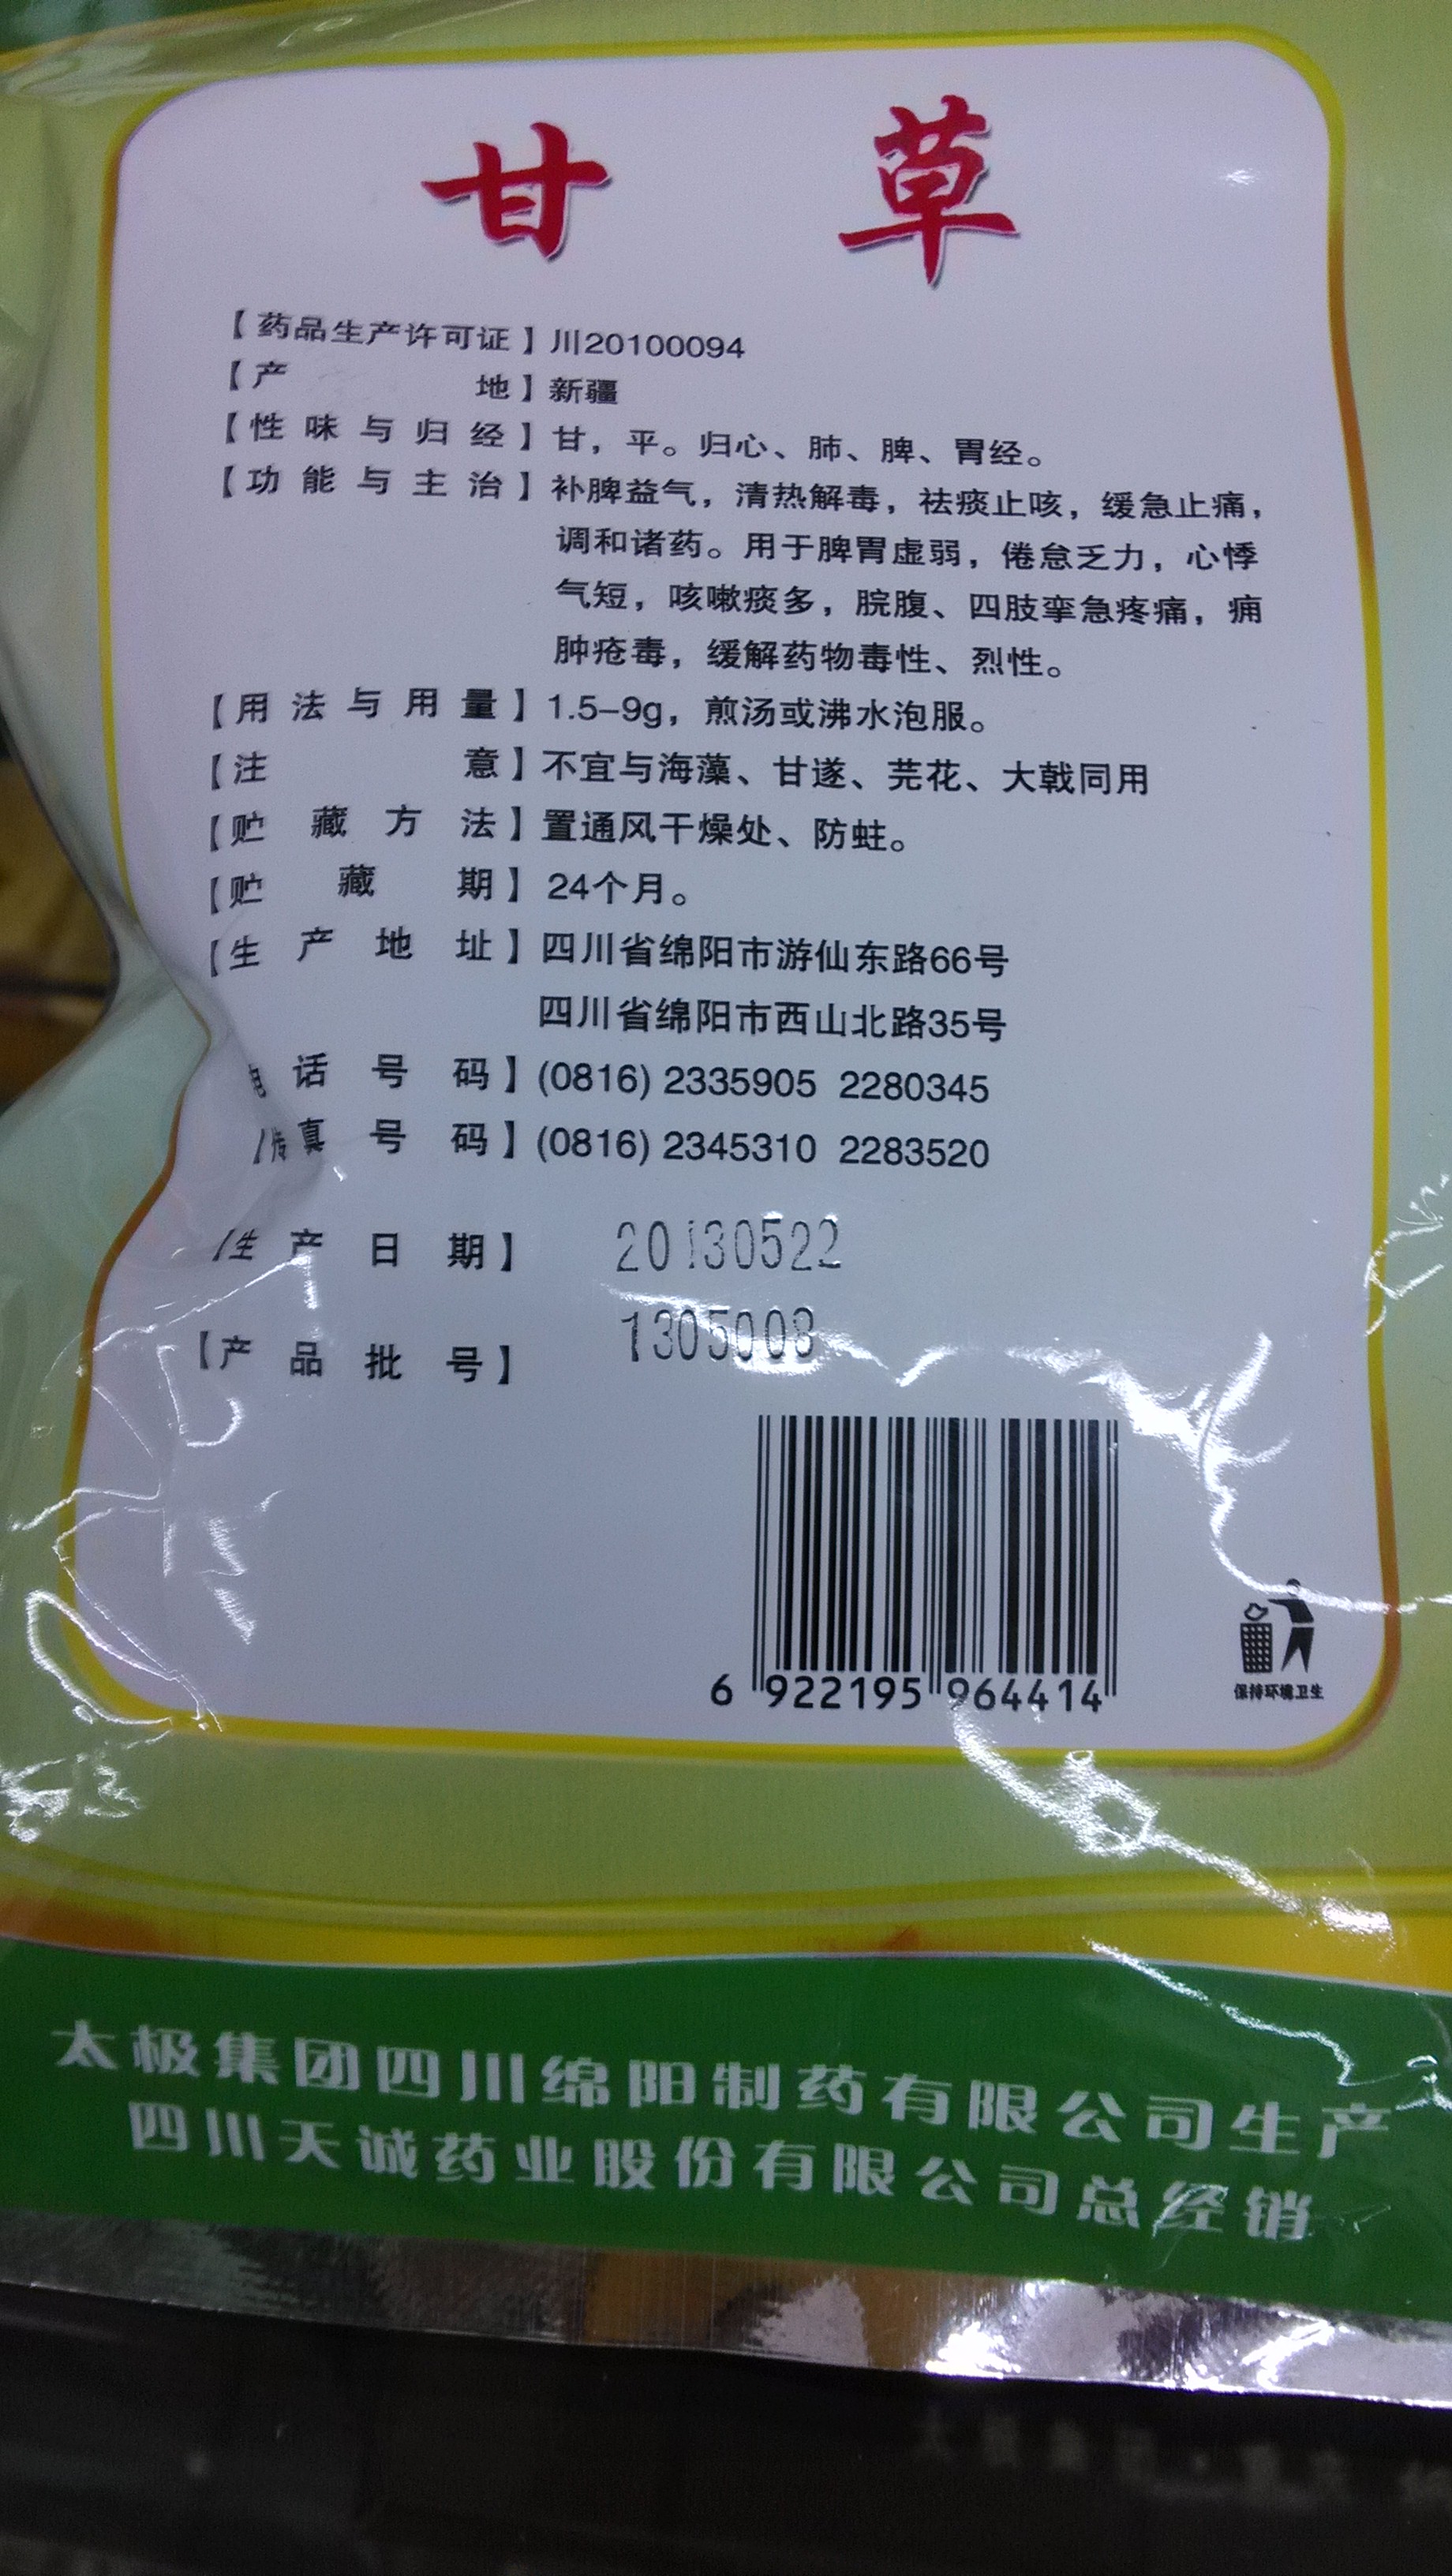 甘 草
【药品生产许可证】川20100094
【产 地】新疆
【性味与归经】甘，平。归心、肺、脾、胃经。
【功能与主治】补脾益气，清热解毒，祛痰止咳，缓急止痛，
调和诸药。用于脾胃虚弱，倦怠乏力，心悸
气短，咳嗽痰多，脘腹、四肢挛急疼痛，痈
肿疮毒，缓解药物毒性、烈性。
【用法与用量】1.5-9g，煎汤或沸水泡服。
【注 意】不宜与海藻、甘遂、芫花、大戟同用
【贮藏方法】置通风干燥处、防蛀。
【贮藏期】24个月。
【生产地址】四川省绵阳市游仙东路66号
四川省绵阳市西山北路35号
电话号码】(0816) 2335905 2280345
【传真号码】(0816) 2345310 2283520
【生产日期】 20130522
【产品批号】 1305008
6 922195 964414
保持环境卫生
太极集团四川绵阳制药有限公司生产
四川天诚药业股份有限公司总经销